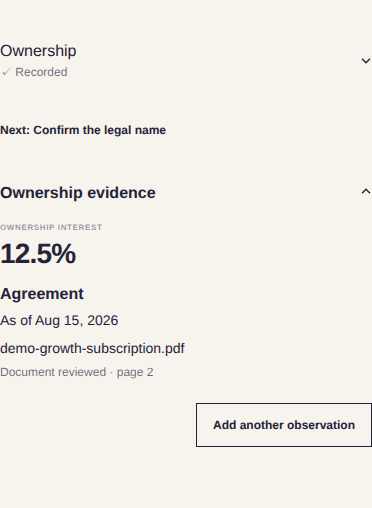 Ownership
✓ Recorded
Next: Confirm the legal name
Ownership evidence
OWNERSHIP INTEREST
12.5%
Agreement
As of Aug 15, 2026
demo-growth-subscription.pdf
Document reviewed · page 2
Add another observation